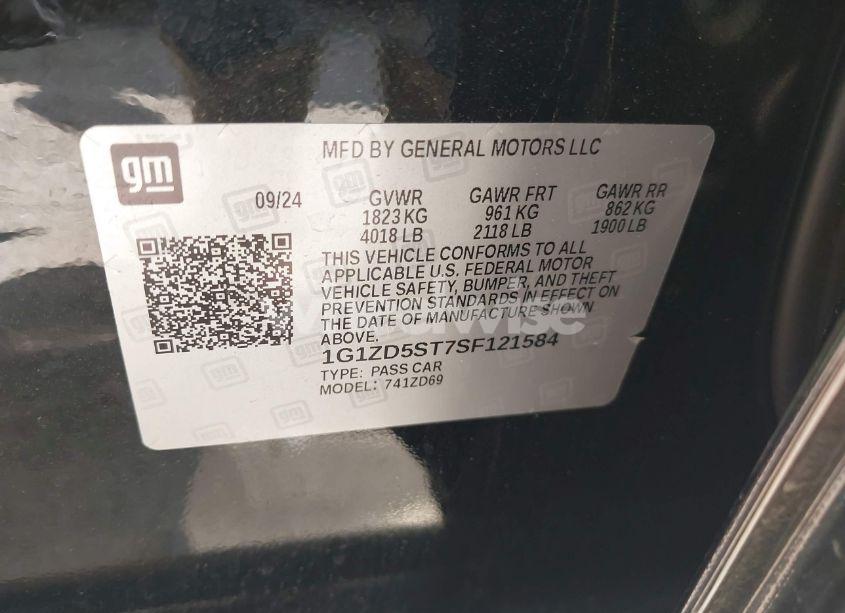 gm
MFD BY GENERAL MOTORS LLC
09/24
GVWR
1823 KG
4018 LB
GAWR FRT
961 KG
2118 LB
GAWR RR
862 KG
1900 LB
THIS VEHICLE CONFORMS TO ALL
APPLICABLE U.S. FEDERAL MOTOR
VEHICLE SAFETY, BUMPER, AND THEFT
PREVENTION STANDARDS IN EFFECT ON
THE DATE OF MANUFACTURE SHOWN
ABOVE.
1G1ZD5ST7SF121584
TYPE: PASS CAR
MODEL: 741ZD69